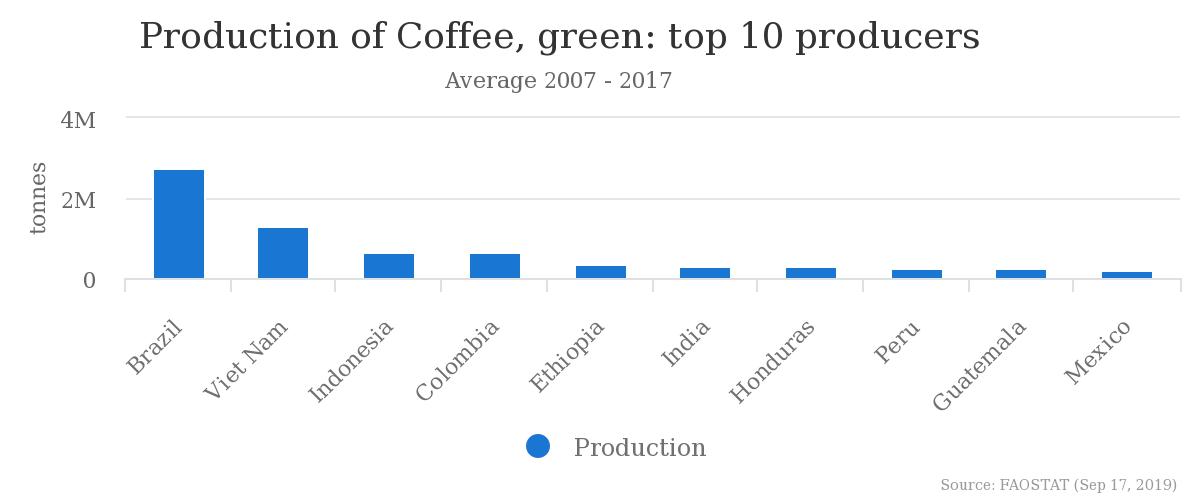 Production of Coffee, green: top 10 producers
Average 2007 - 2017
4M
2M
0
tonnes
Brazil
Viet Nam
Indonesia
Colombia
Ethiopia
India
Honduras
Peru
Guatemala
Mexico
Production
Source: FAOSTAT (Sep 17, 2019)